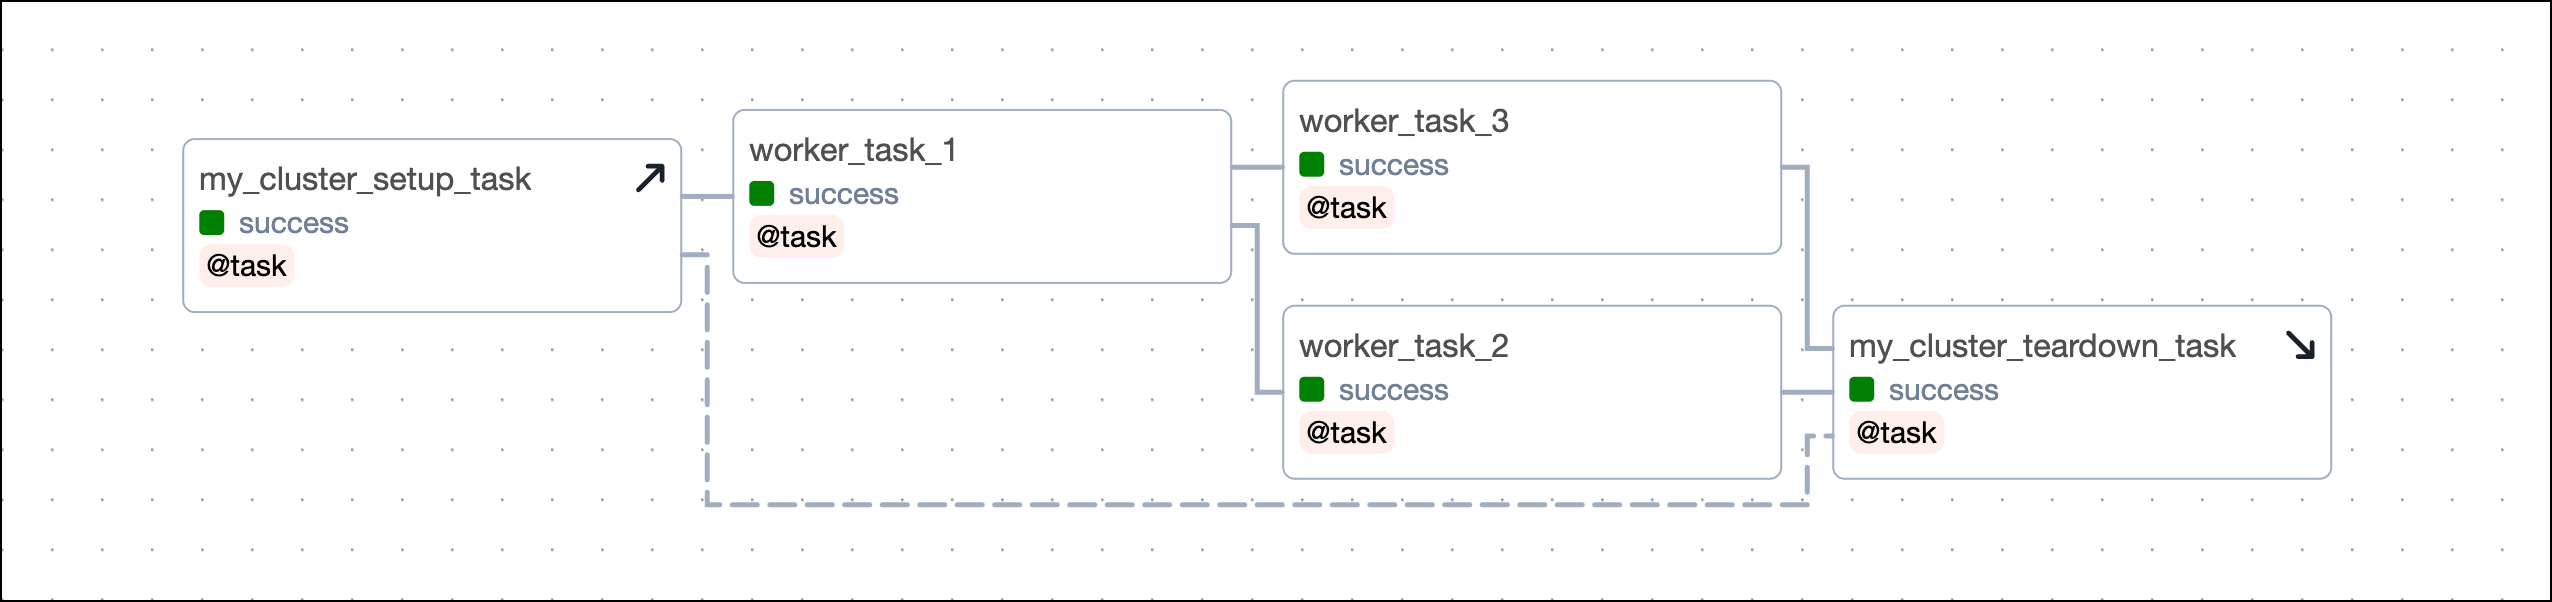 my_cluster_setup_task
success
@task
worker_task_1
success
@task
worker_task_3
success
@task
worker_task_2
success
@task
my_cluster_teardown_task
success
@task